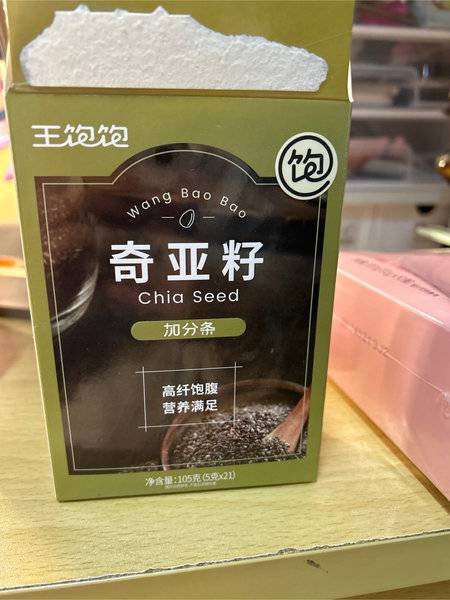 王饱饱
饱
Wang Bao Bao
奇亚籽
Chia Seed
加分条
高纤饱腹
营养满足
净含量:105克(5克x21)